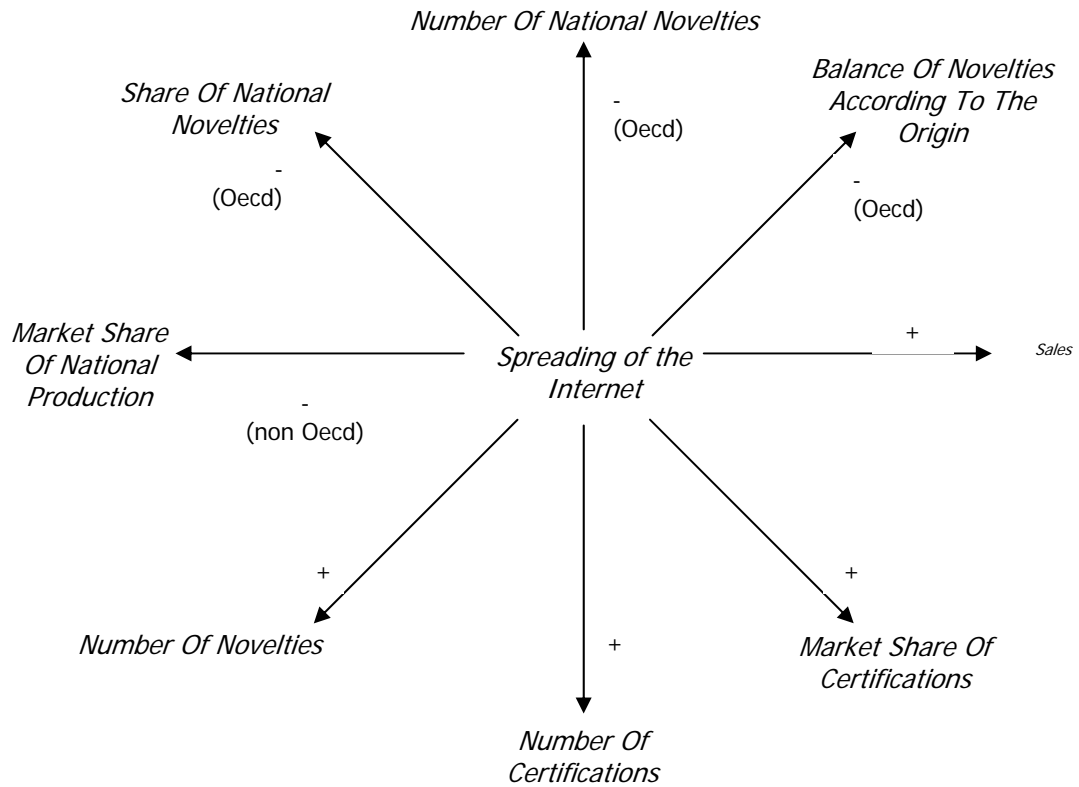 Number Of National Novelties
Balance Of Novelties
According To The
Origin
Share Of National
Novelties
-
(Oecd)
-
(Oecd)
-
(Oecd)
Market Share
Of National
Production
Spreading of the
Internet
+
Sales
-
(non Oecd)
+
+
Number Of Novelties
+
Market Share Of
Certifications
Number Of
Certifications